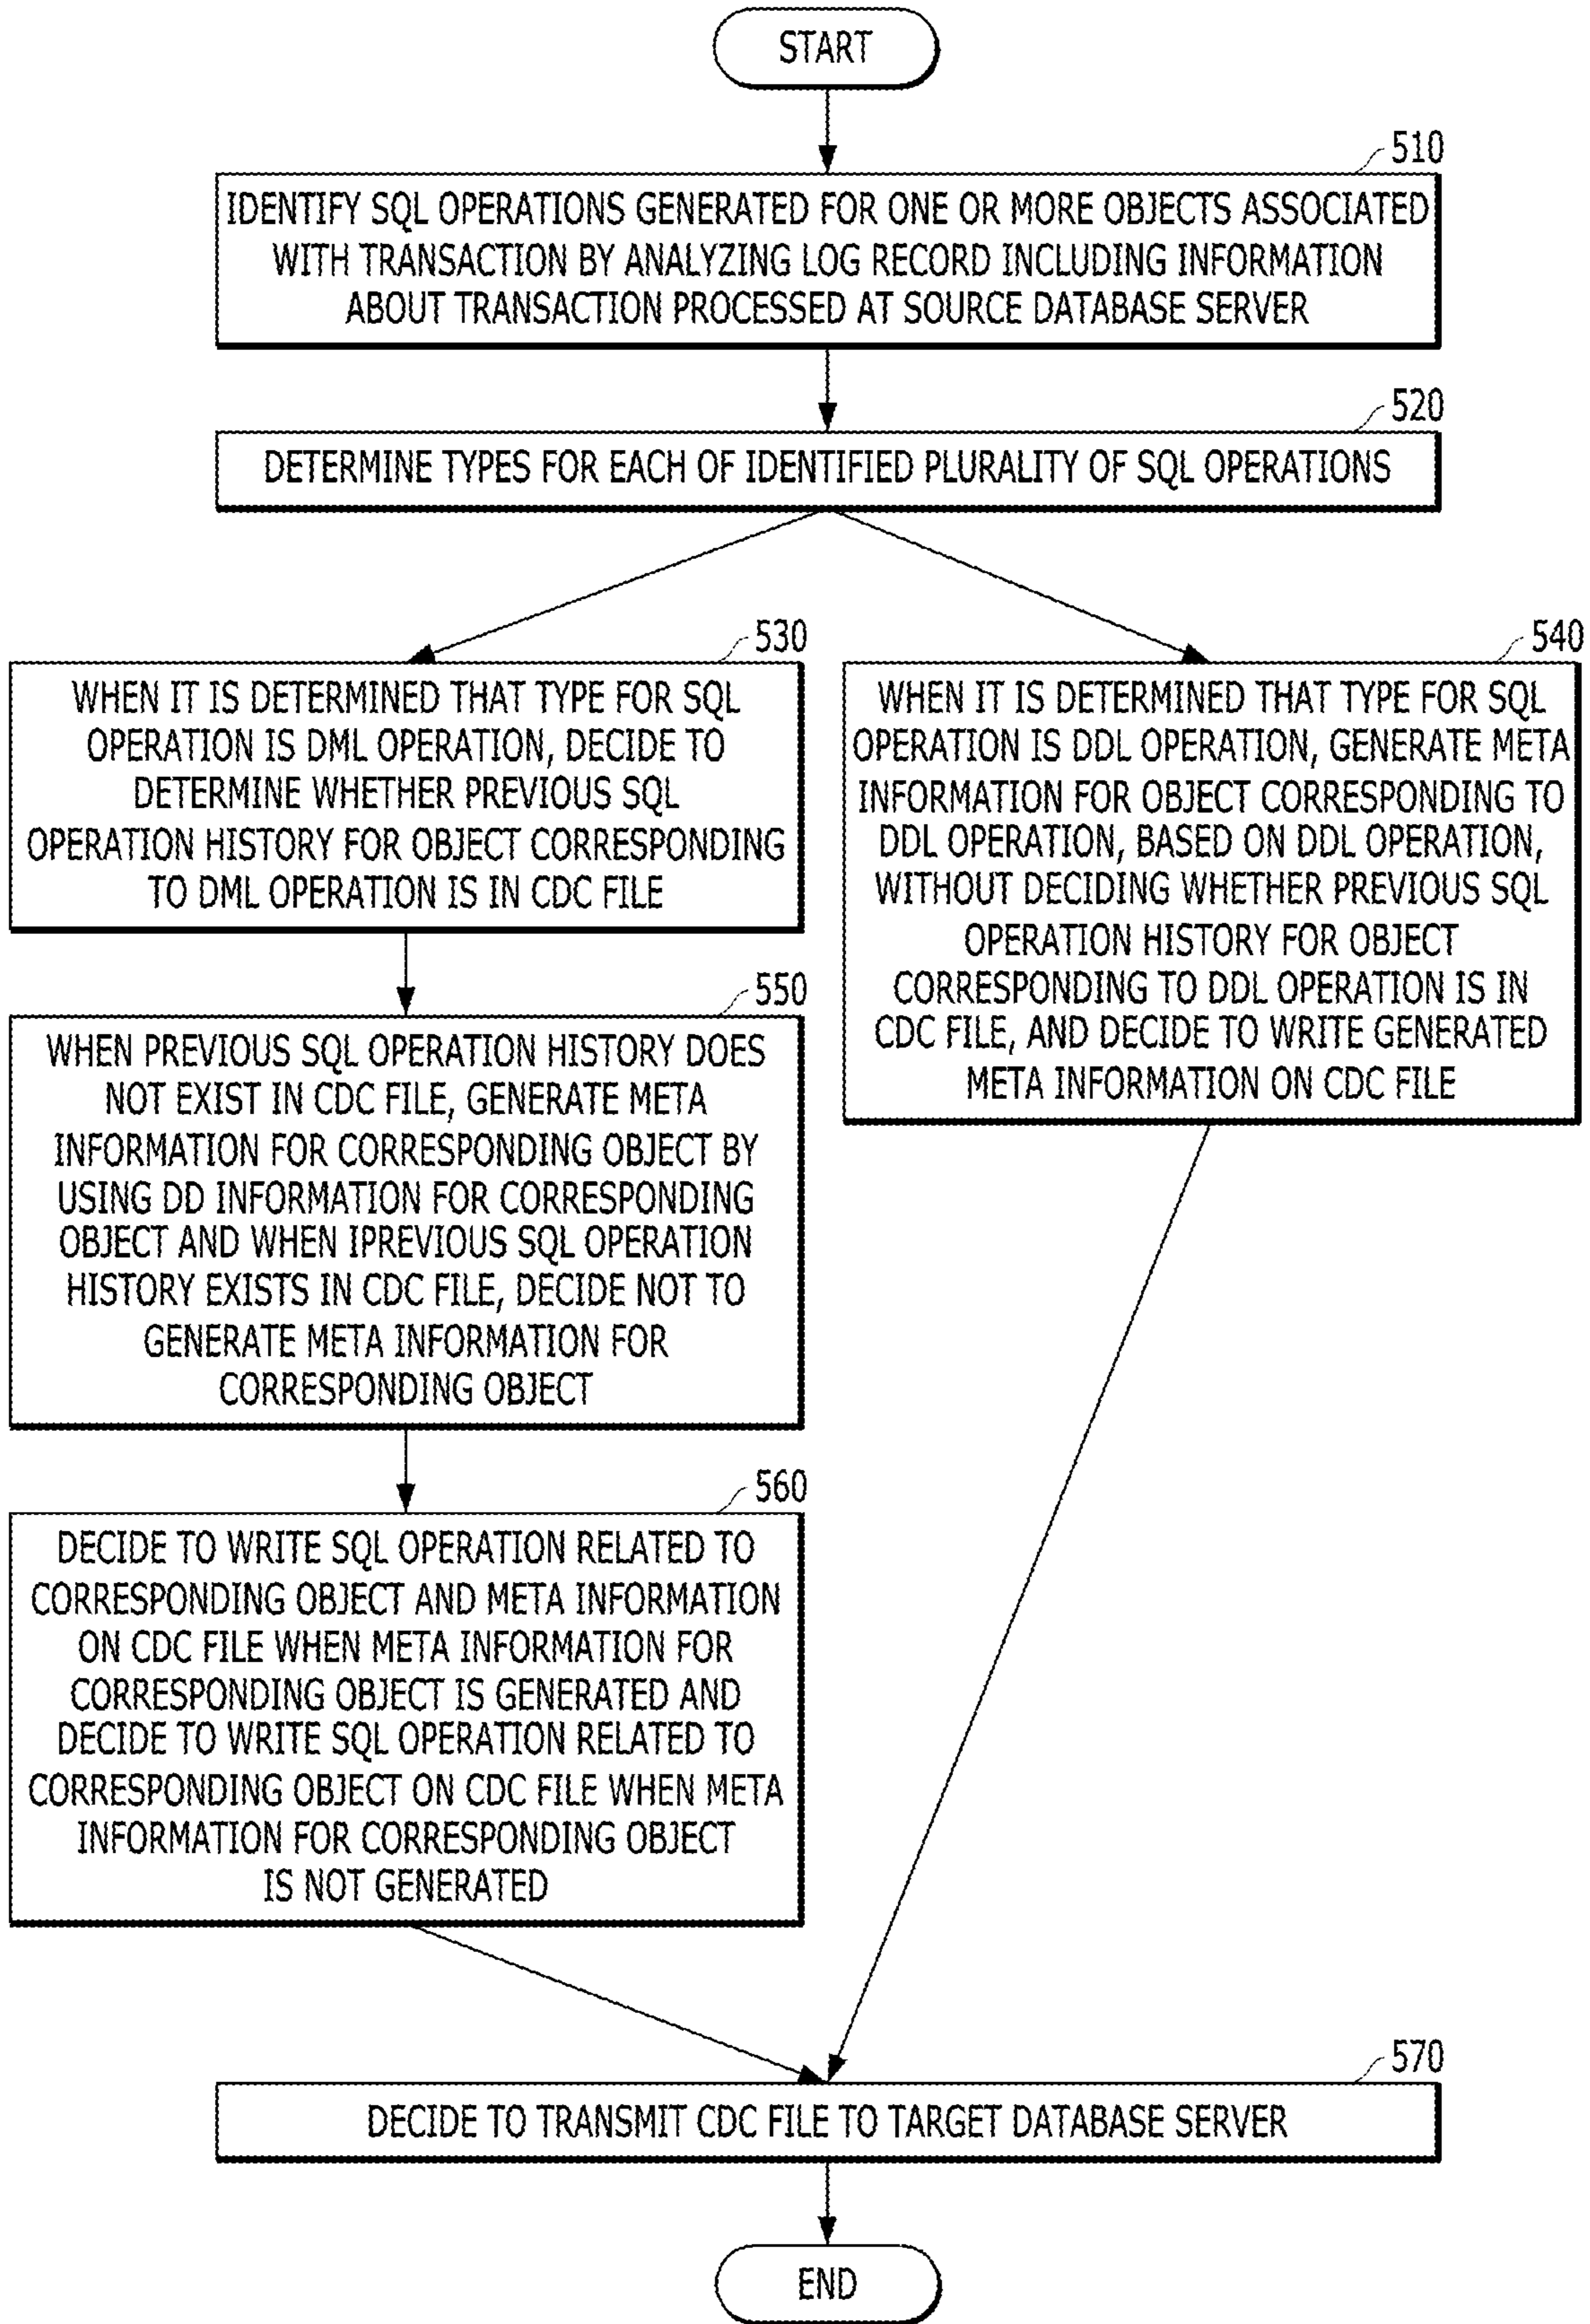 START
510
IDENTIFY SQL OPERATIONS GENERATED FOR ONE OR MORE OBJECTS ASSOCIATED
WITH TRANSACTION BY ANALYZING LOG RECORD INCLUDING INFORMATION
ABOUT TRANSACTION PROCESSED AT SOURCE DATABASE SERVER
520
DETERMINE TYPES FOR EACH OF IDENTIFIED PLURALITY OF SQL OPERATIONS
530
WHEN IT IS DETERMINED THAT TYPE FOR SQL
OPERATION IS DML OPERATION, DECIDE TO
DETERMINE WHETHER PREVIOUS SQL
OPERATION HISTORY FOR OBJECT CORRESPONDING
TO DML OPERATION IS IN CDC FILE
540
WHEN IT IS DETERMINED THAT TYPE FOR SQL
OPERATION IS DDL OPERATION, GENERATE META
INFORMATION FOR OBJECT CORRESPONDING TO
DDL OPERATION, BASED ON DDL OPERATION,
WITHOUT DECIDING WHETHER PREVIOUS SQL
OPERATION HISTORY FOR OBJECT
CORRESPONDING TO DDL OPERATION IS IN
CDC FILE, AND DECIDE TO WRITE GENERATED
META INFORMATION ON CDC FILE
550
WHEN PREVIOUS SQL OPERATION HISTORY DOES
NOT EXIST IN CDC FILE, GENERATE META
INFORMATION FOR CORRESPONDING OBJECT BY
USING DD INFORMATION FOR CORRESPONDING
OBJECT AND WHEN IPREVIOUS SQL OPERATION
HISTORY EXISTS IN CDC FILE, DECIDE NOT TO
GENERATE META INFORMATION FOR
CORRESPONDING OBJECT
560
DECIDE TO WRITE SQL OPERATION RELATED TO
CORRESPONDING OBJECT AND META INFORMATION
ON CDC FILE WHEN META INFORMATION FOR
CORRESPONDING OBJECT IS GENERATED AND
DECIDE TO WRITE SQL OPERATION RELATED TO
CORRESPONDING OBJECT ON CDC FILE WHEN META
INFORMATION FOR CORRESPONDING OBJECT
IS NOT GENERATED
570
DECIDE TO TRANSMIT CDC FILE TO TARGET DATABASE SERVER
END